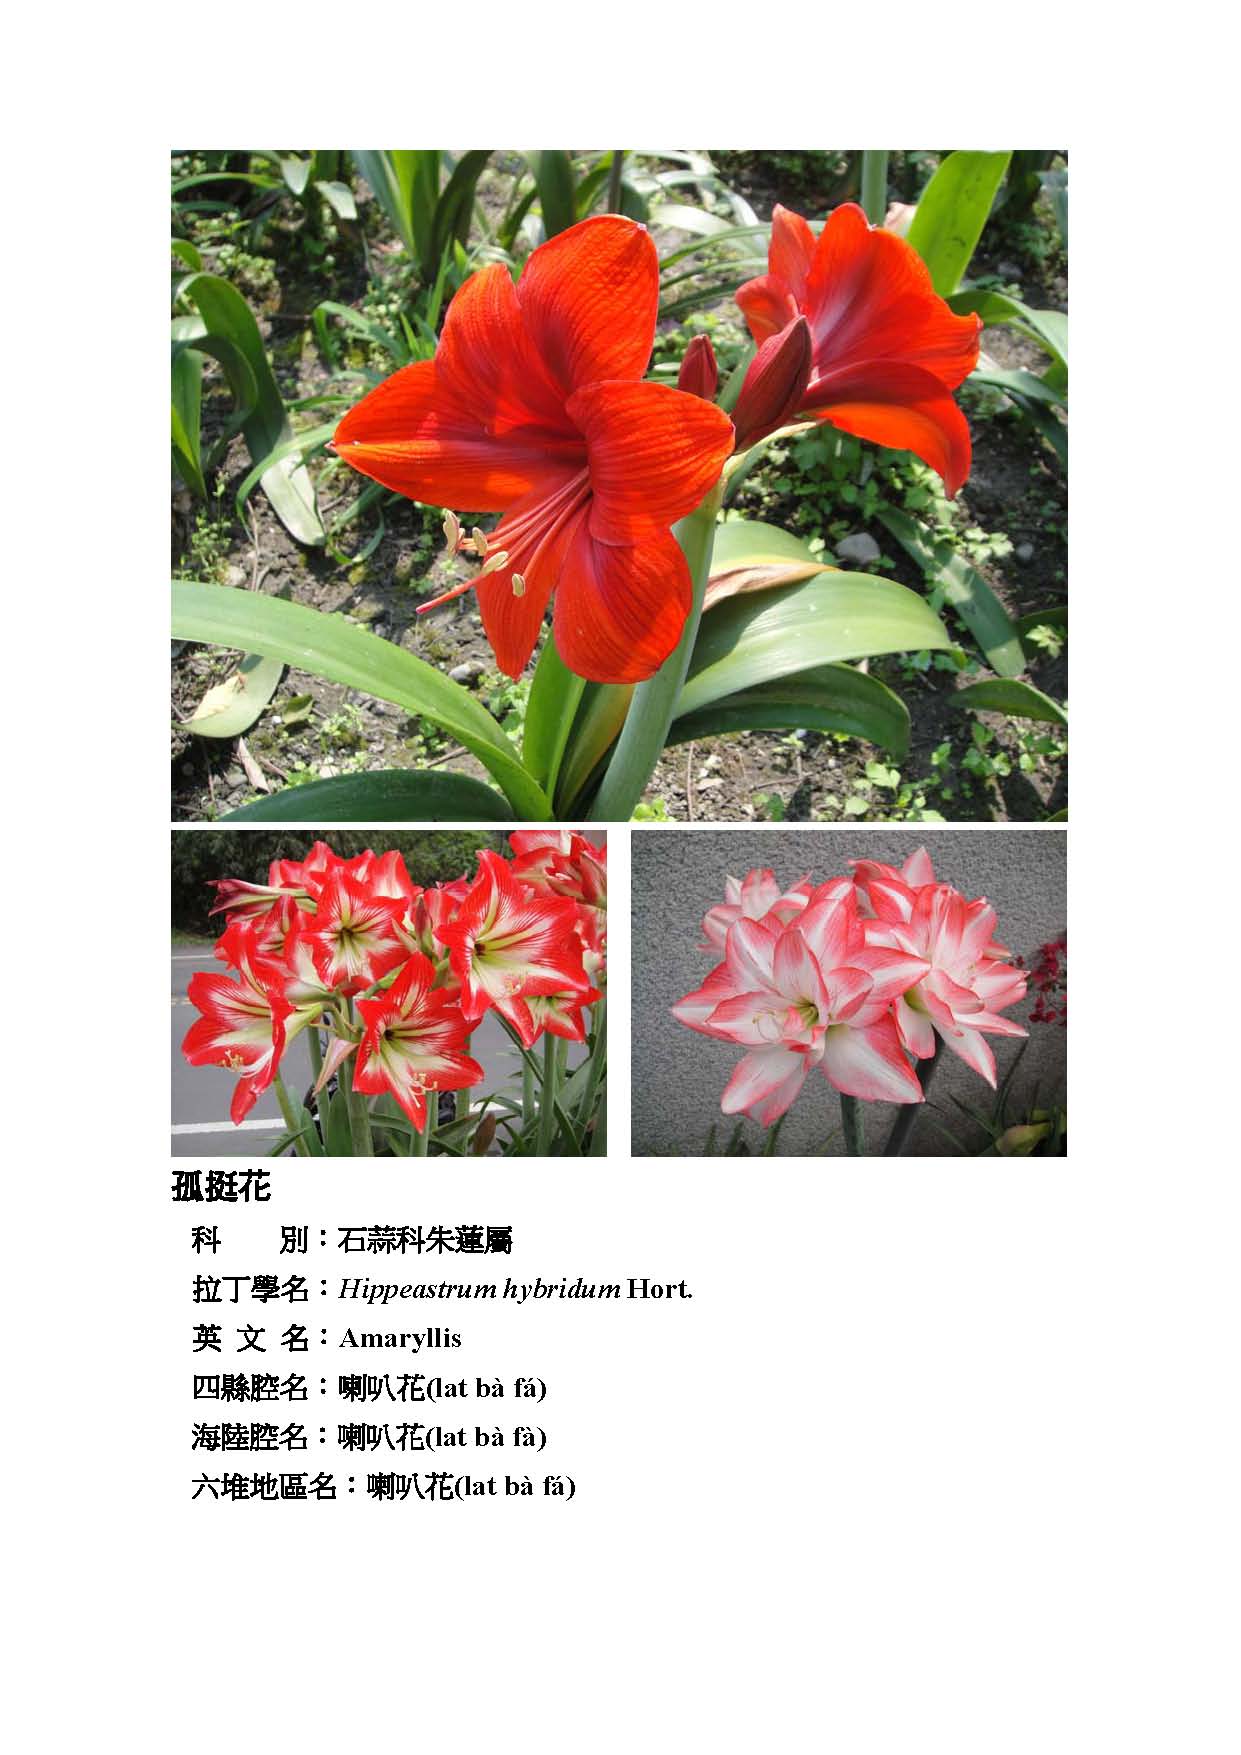 孤挺花
科　　別：石蒜科朱蓮屬
拉丁學名：Hippeastrum hybridum Hort.
英 文 名：Amaryllis
四縣腔名：喇叭花(lat bà fá)
海陸腔名：喇叭花(lat bà fà)
六堆地區名：喇叭花(lat bà fá)